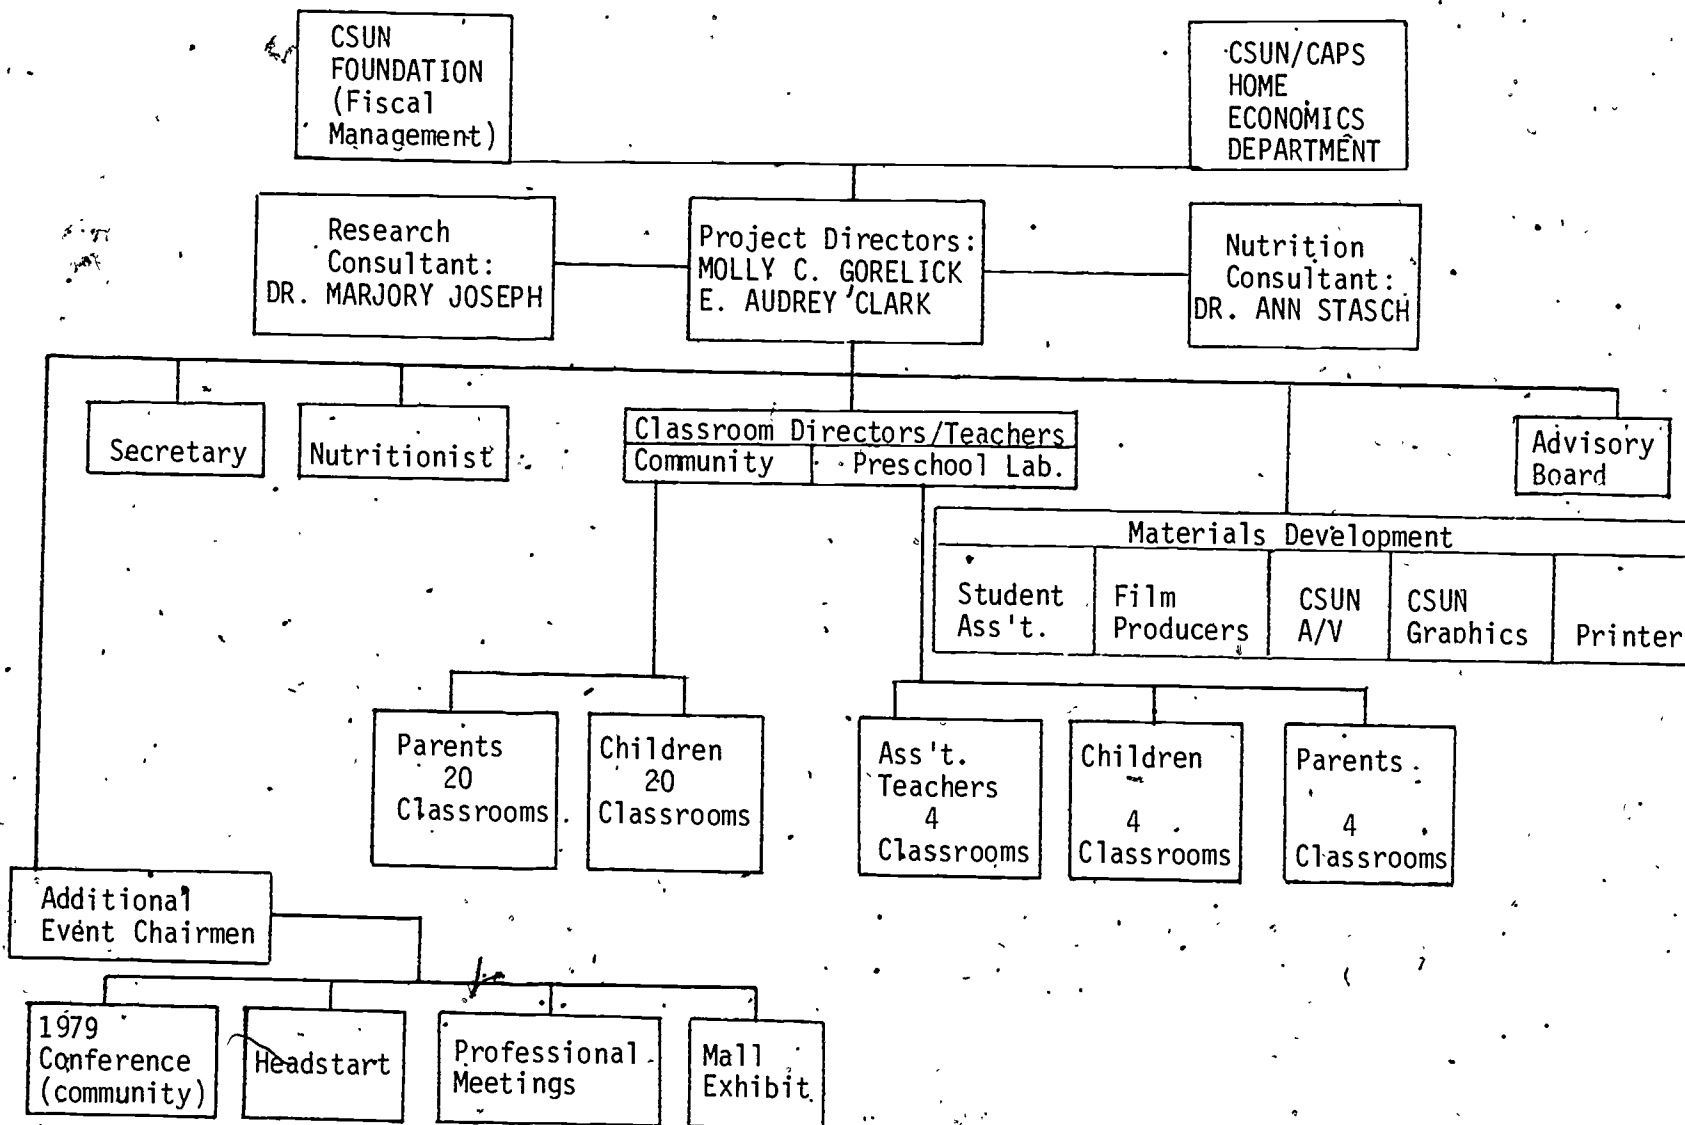 CSUN
FOUNDATION
(Fiscal
Management)
CSUN/CAPS
HOME
ECONOMICS
DEPARTMENT
Research
Consultant:
DR. MARJORY JOSEPH
Project Directors:
MOLLY C. GORELICK
E. AUDREY CLARK
Nutrition
Consultant:
DR. ANN STASCH
Secretary
Nutritionist
Classroom Directors/Teachers
Community
Preschool Lab.
Advisory
Board
Materials Development
Student
Ass't.
Film
Producers
CSUN
A/V
CSUN
Graphics
Printer
Parents
20
Classrooms
Children
20
Classrooms
Ass't.
Teachers
4
Classrooms
Children
4
Classrooms
Parents
4
Classrooms
Additional
Event Chairmen
1979
Conference
(community)
Headstart
Professional
Meetings
Mall
Exhibit